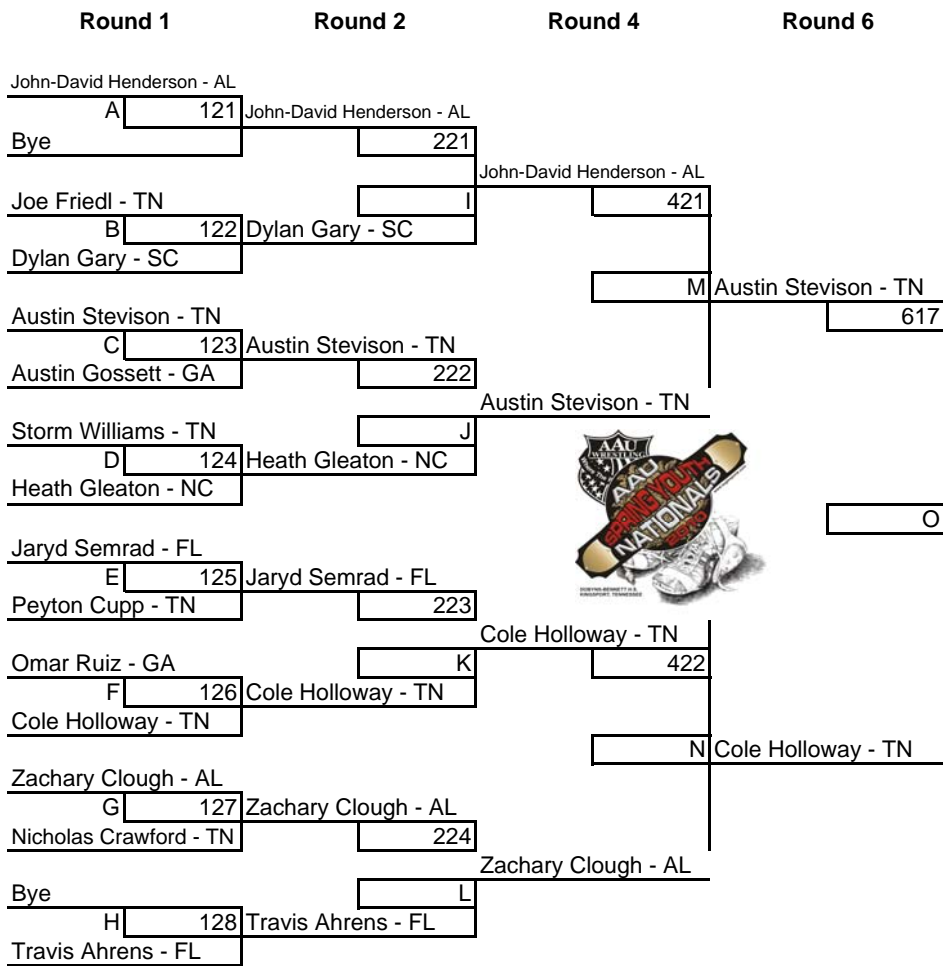 Round 1 Round 2 Round 4 Round 6
John-David Henderson - AL
A 121 John-David Henderson - AL
Bye 221
John-David Henderson - AL
Joe Friedl - TN I 421
B 122 Dylan Gary - SC
Dylan Gary - SC
M Austin Stevison - TN
Austin Stevison - TN 617
C 123 Austin Stevison - TN
Austin Gossett - GA 222
Austin Stevison - TN
Storm Williams - TN J
D 124 Heath Gleaton - NC
Heath Gleaton - NC
AAU
WRESTLING
AAU
SPRING YOUTH
NATIONALS
2010
DOBYNS-BENNETT H.S.
KINGSPORT, TENNESSEE
O
Jaryd Semrad - FL
E 125 Jaryd Semrad - FL
Peyton Cupp - TN 223
Cole Holloway - TN
Omar Ruiz - GA K 422
F 126 Cole Holloway - TN
Cole Holloway - TN
N Cole Holloway - TN
Zachary Clough - AL
G 127 Zachary Clough - AL
Nicholas Crawford - TN 224
Zachary Clough - AL
Bye L
H 128 Travis Ahrens - FL
Travis Ahrens - FL